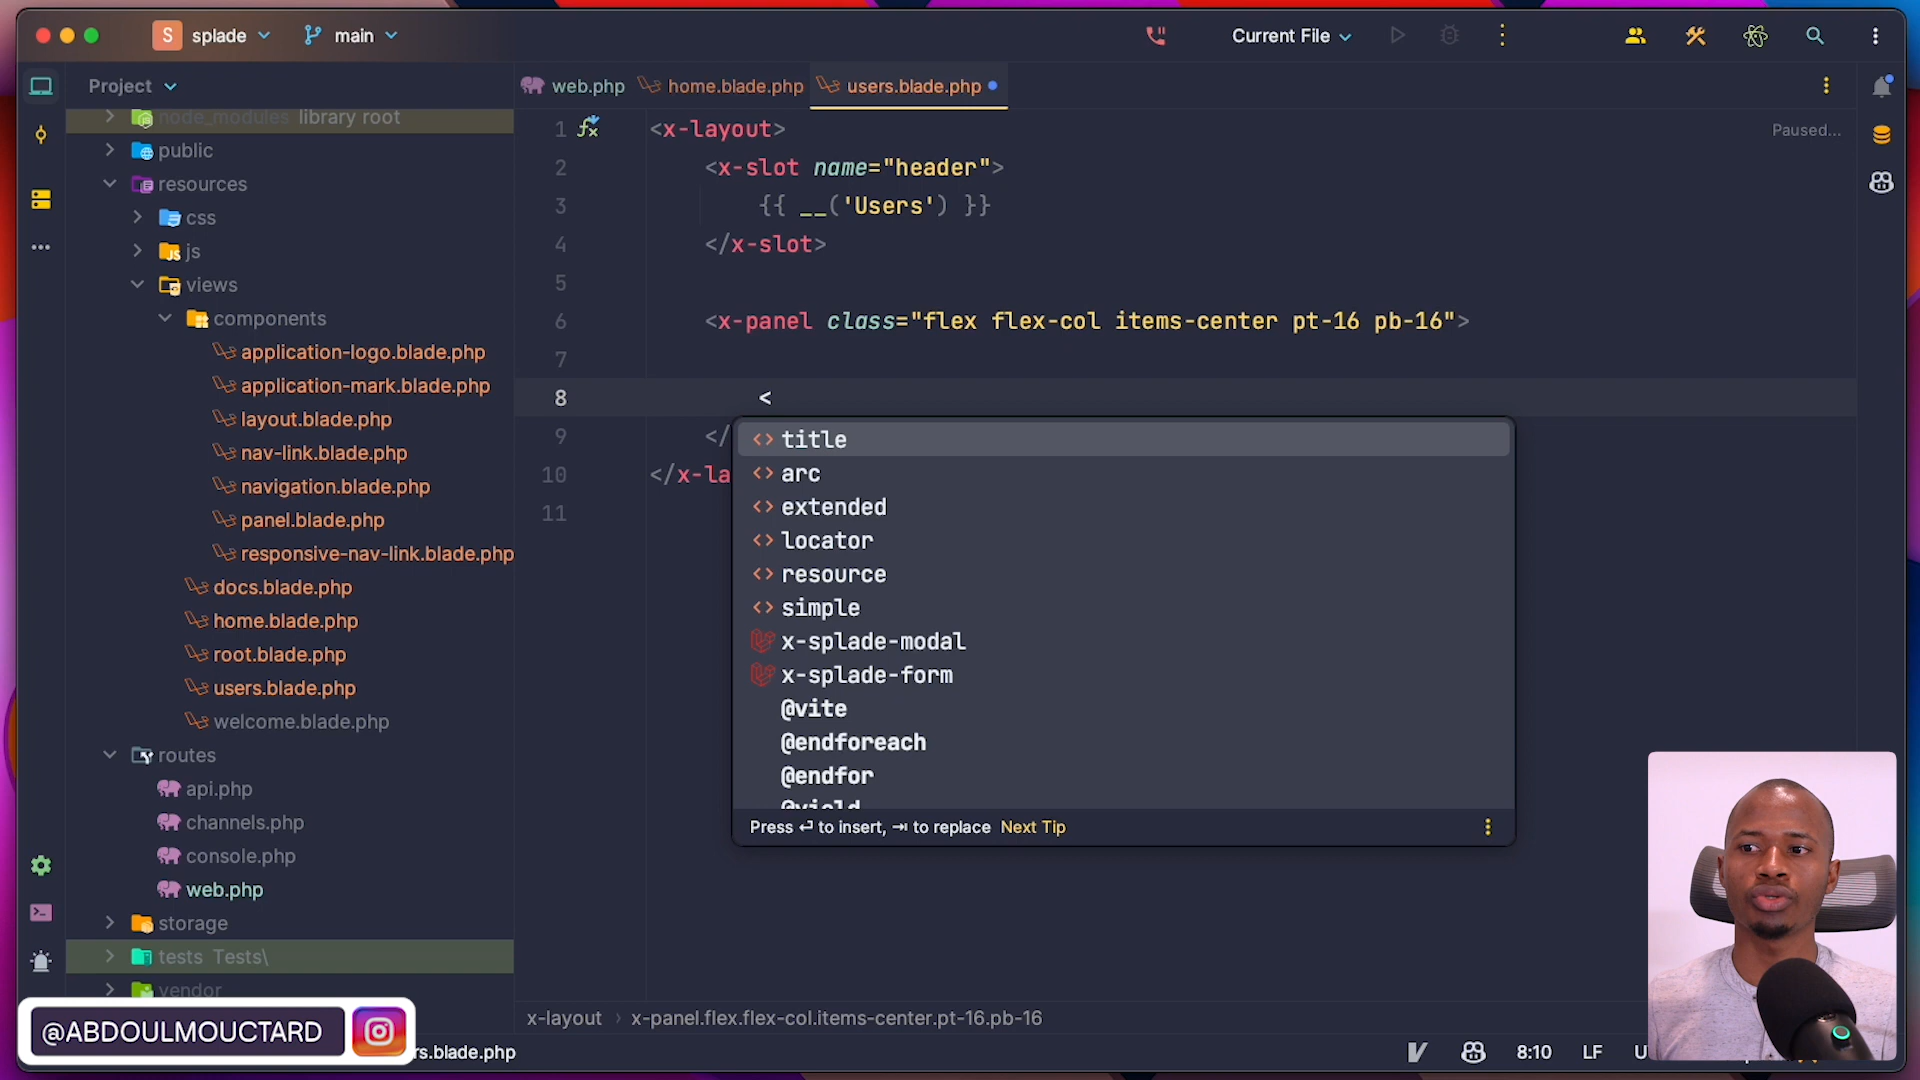 S splade main Current File
Project
web.php home.blade.php users.blade.php
node_modules library root
public
resources
css
js
views
components
application-logo.blade.php
application-mark.blade.php
layout.blade.php
nav-link.blade.php
navigation.blade.php
panel.blade.php
responsive-nav-link.blade.php
docs.blade.php
home.blade.php
root.blade.php
users.blade.php
welcome.blade.php
routes
api.php
channels.php
console.php
web.php
storage
tests Tests\
vendor
Paused...
1 <x-layout>
2 <x-slot name="header">
3 {{ __('Users') }}
4 </x-slot>
5
6 <x-panel class="flex flex-col items-center pt-16 pb-16">
7
8 <
9 </
10 </x-la
11
title
arc
extended
locator
resource
simple
x-splade-modal
x-splade-form
@vite
@endforeach
@endfor
@yield
Press ⏎ to insert, ⇥ to replace Next Tip
x-layout › x-panel.flex.flex-col.items-center.pt-16.pb-16
@ABDOULMOUCTARD
rs.blade.php 8:10 LF U